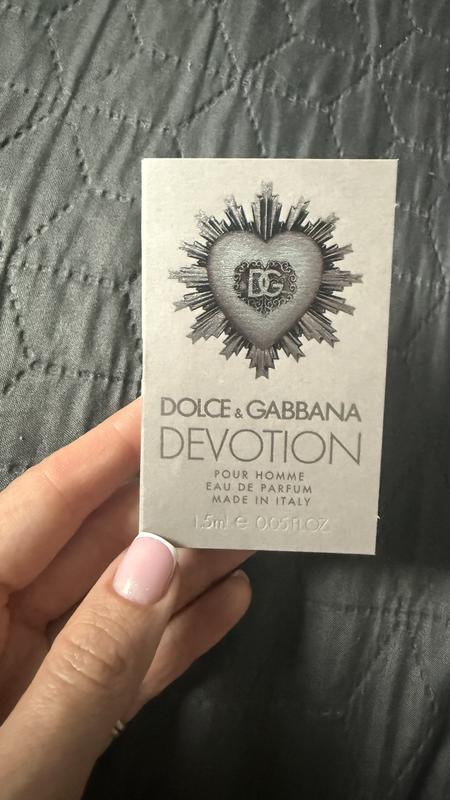 DG
DOLCE & GABBANA
DEVOTION
POUR HOMME
EAU DE PARFUM
MADE IN ITALY
1.5ml e 0.05 fl.oz